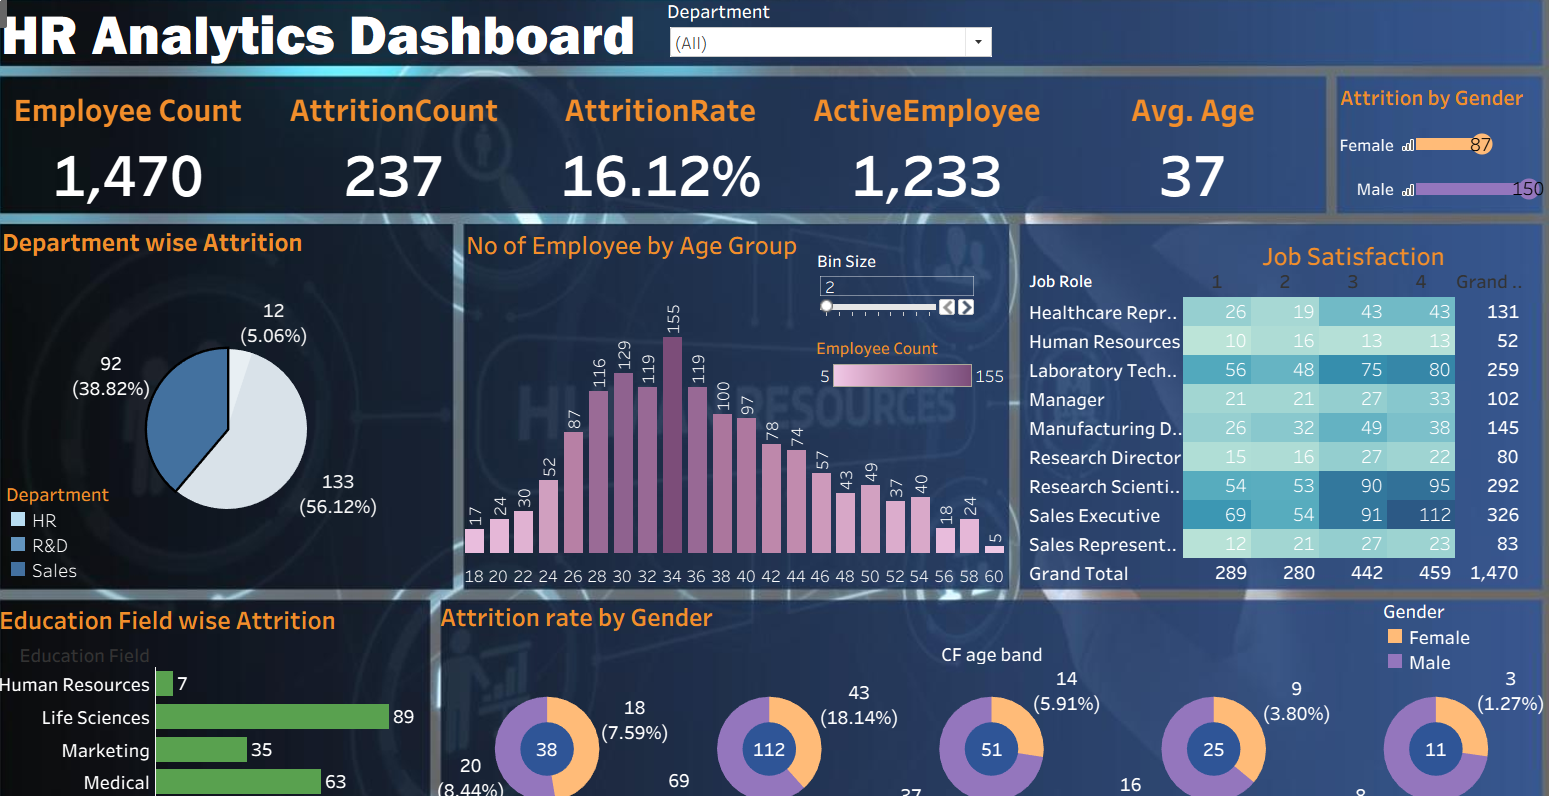 HR Analytics Dashboard
Department
(All)
Employee Count
AttritionCount
AttritionRate
ActiveEmployee
Avg. Age
1,470
237
16.12%
1,233
37
Attrition by Gender
Female 87
Male 150
Department wise Attrition
12
(5.06%)
92
(38.82%)
133
(56.12%)
Department
HR
R&D
Sales
No of Employee by Age Group
Bin Size
2
Employee Count
5 155
17 24 30 52 87 116 129 119 155 119 100 97 78 74 57 43 49 37 40 18 24 5
18 20 22 24 26 28 30 32 34 36 38 40 42 44 46 48 50 52 54 56 58 60
HUMAN RESOURCES
Job Satisfaction
Job Role 1 2 3 4 Grand ..
Healthcare Repr.. 26 19 43 43 131
Human Resources 10 16 13 13 52
Laboratory Tech.. 56 48 75 80 259
Manager 21 21 27 33 102
Manufacturing D.. 26 32 49 38 145
Research Director 15 16 27 22 80
Research Scienti.. 54 53 90 95 292
Sales Executive 69 54 91 112 326
Sales Represent.. 12 21 27 23 83
Grand Total 289 280 442 459 1,470
Education Field wise Attrition
Education Field
Human Resources 7
Life Sciences 89
Marketing 35
Medical 63
Attrition rate by Gender
Gender
Female
Male
CF age band
18
(7.59%)
38
20
(8.44%)
43
(18.14%)
112
69
14
(5.91%)
51
37
9
(3.80%)
25
16
3
(1.27%)
11
8